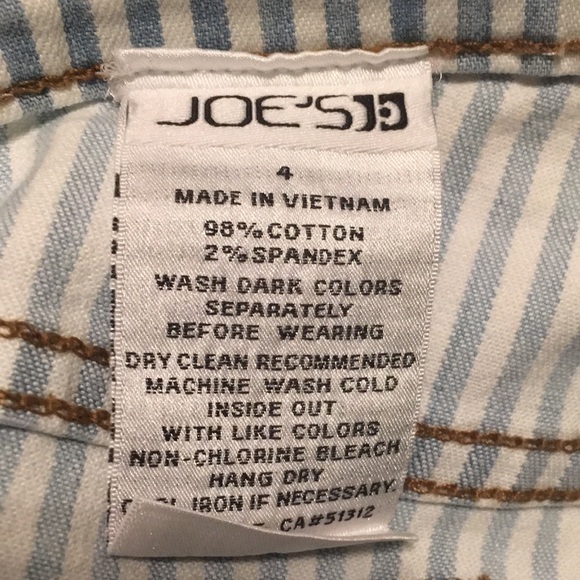 JOE'S
4
MADE IN VIETNAM
98% COTTON
2% SPANDEX
WASH DARK COLORS
SEPARATELY
BEFORE WEARING
DRY CLEAN RECOMMENDED
MACHINE WASH COLD
INSIDE OUT
WITH LIKE COLORS
NON-CHLORINE BLEACH
HANG DRY
IRON IF NECESSARY.
CA#51312